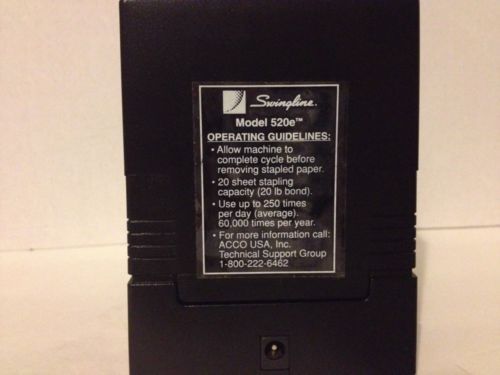 Swingline.
Model 520e™
OPERATING GUIDELINES:
• Allow machine to
complete cycle before
removing stapled paper.
• 20 sheet stapling
capacity (20 lb bond).
• Use up to 250 times
per day (average).
60,000 times per year.
• For more information call:
ACCO USA, Inc.
Technical Support Group
1-800-222-6462